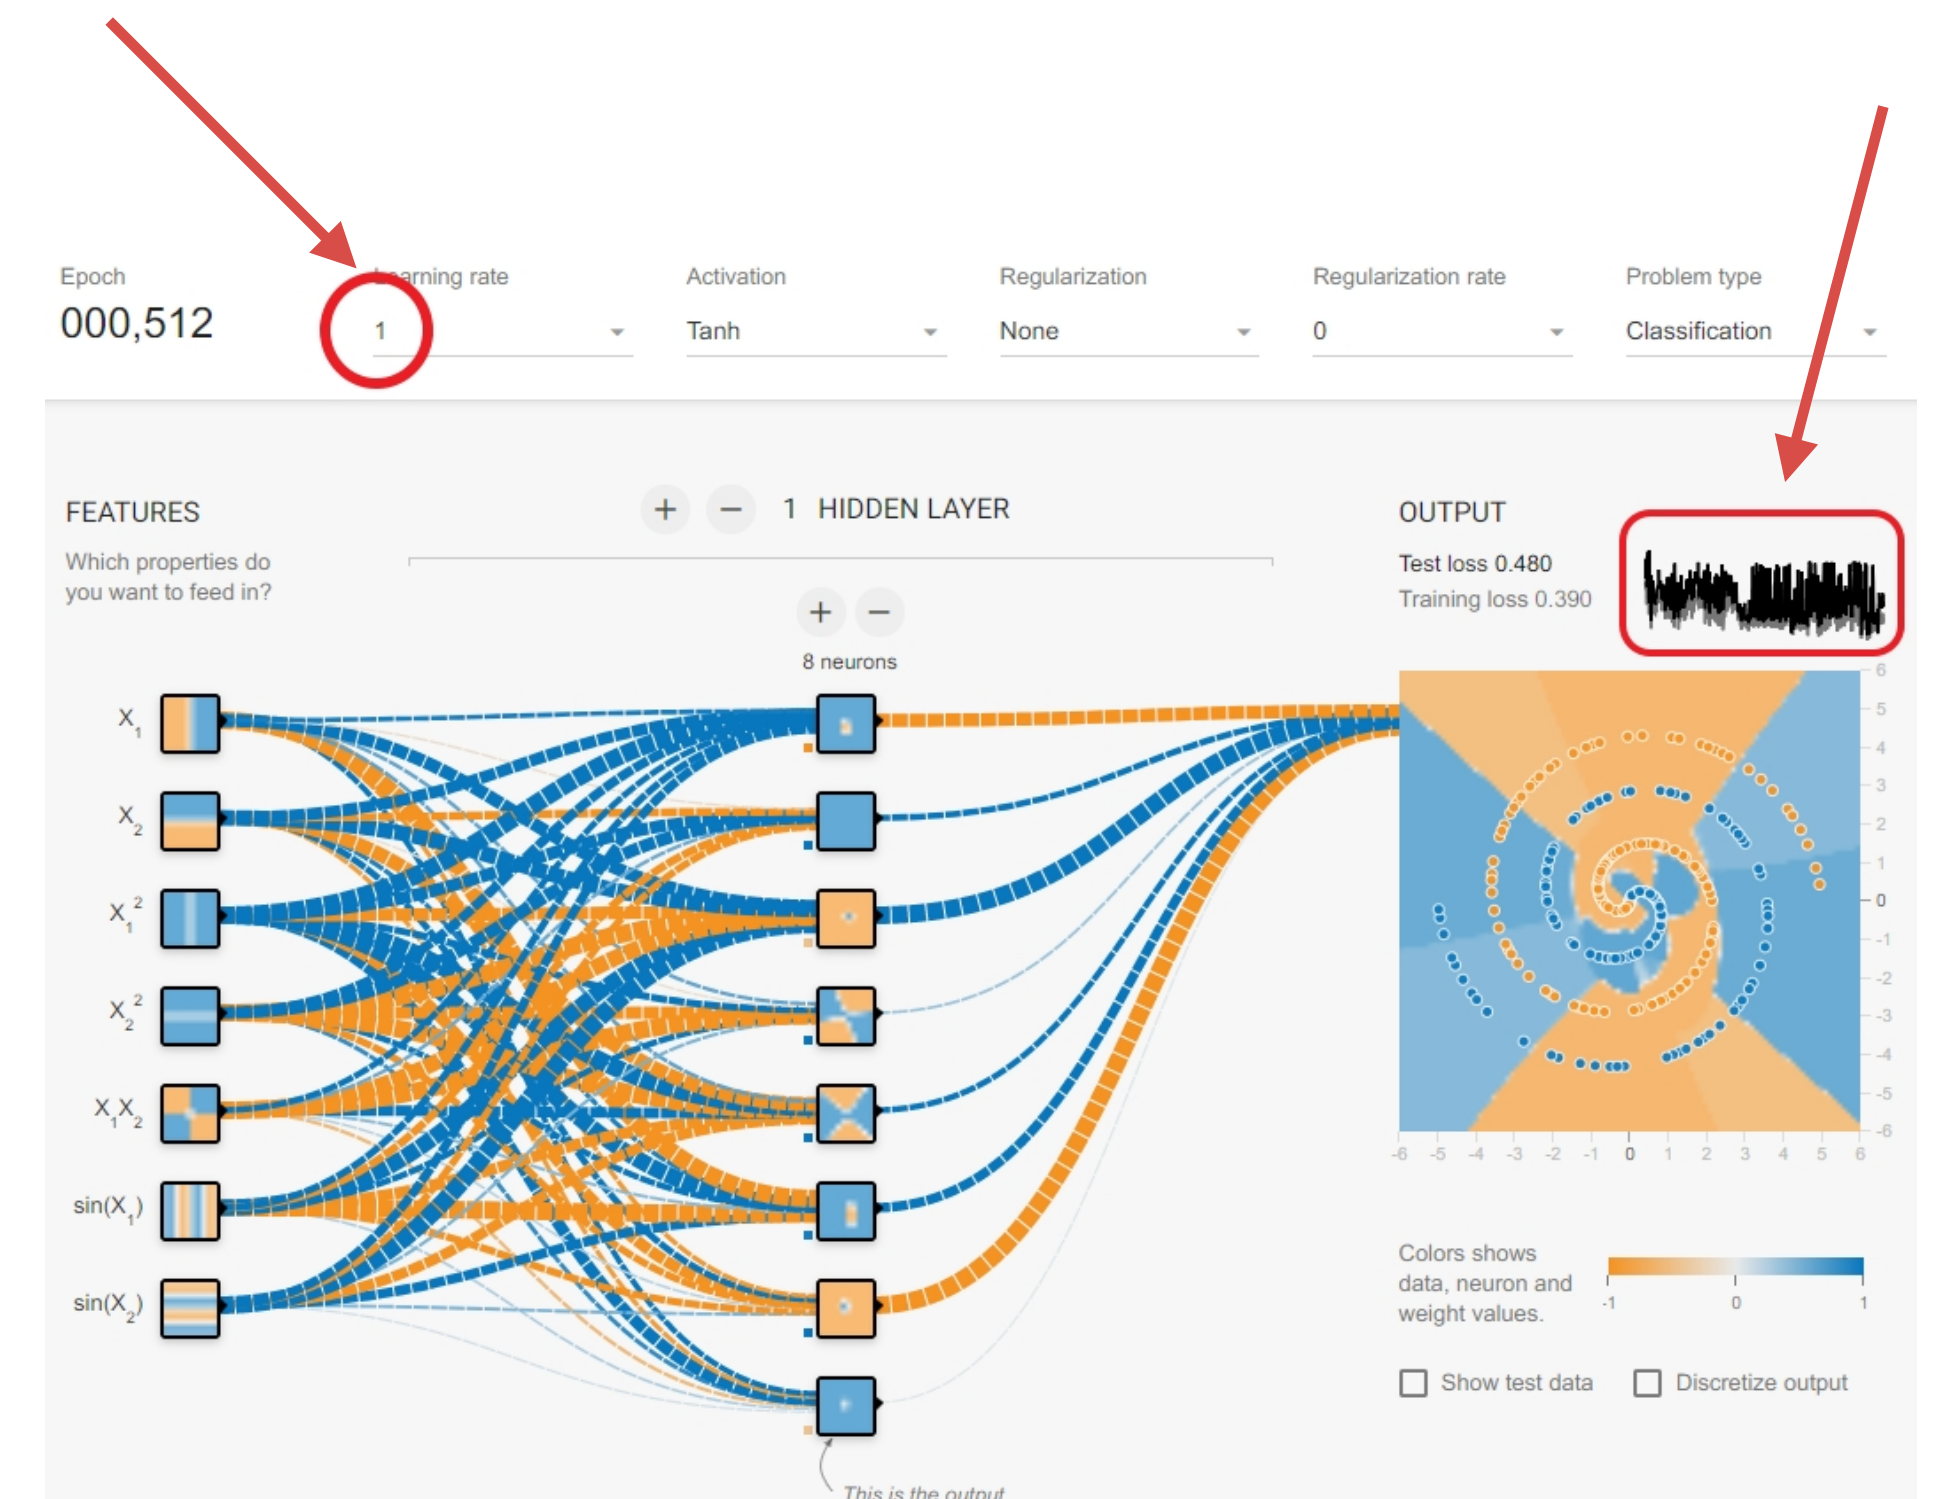 Epoch
000,512
Learning rate
1
Activation
Tanh
Regularization
None
Regularization rate
0
Problem type
Classification
FEATURES
Which properties do
you want to feed in?
+ − 1 HIDDEN LAYER
+ −
8 neurons
X1
X2
X1²
X2²
X1X2
sin(X1)
sin(X2)
This is the output
OUTPUT
Test loss 0.480
Training loss 0.390
6
5
4
3
2
1
0
-1
-2
-3
-4
-5
-6
-6 -5 -4 -3 -2 -1 0 1 2 3 4 5 6
Colors shows
data, neuron and
weight values.
-1 0 1
Show test data
Discretize output